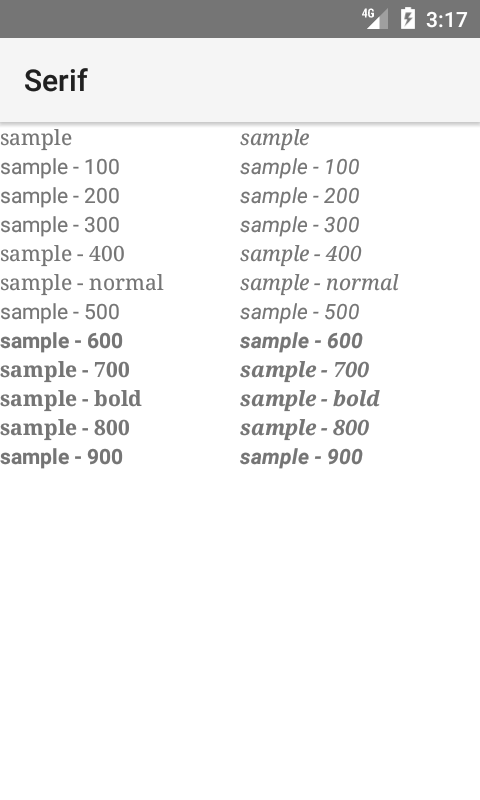 4G 3:17
Serif
sample sample
sample - 100 sample - 100
sample - 200 sample - 200
sample - 300 sample - 300
sample - 400 sample - 400
sample - normal sample - normal
sample - 500 sample - 500
sample - 600 sample - 600
sample - 700 sample - 700
sample - bold sample - bold
sample - 800 sample - 800
sample - 900 sample - 900